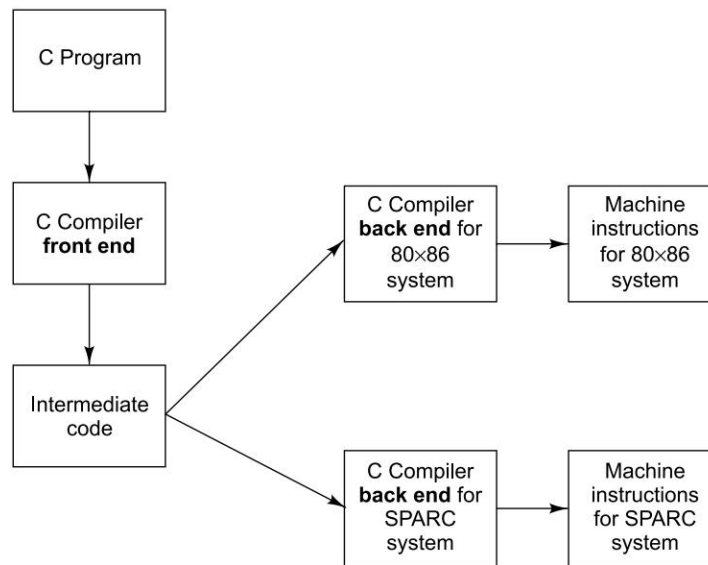 C Program
C Compiler
front end
Intermediate
code
C Compiler
back end for
80×86
system
Machine
instructions
for 80×86
system
C Compiler
back end for
SPARC
system
Machine
instructions
for SPARC
system